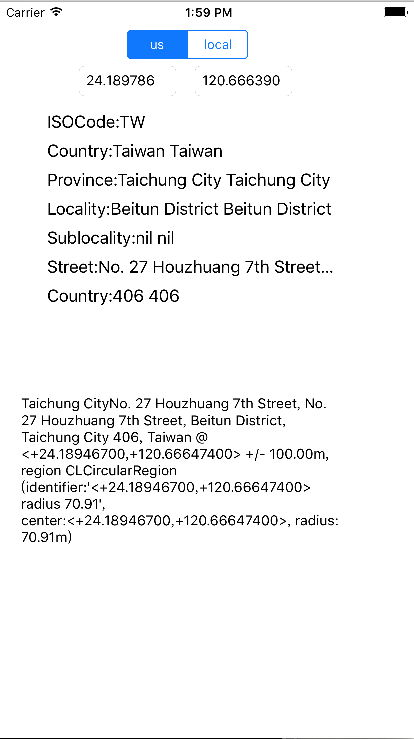 Carrier 1:59 PM
us local
24.189786 120.666390
ISOCode:TW
Country:Taiwan Taiwan
Province:Taichung City Taichung City
Locality:Beitun District Beitun District
Sublocality:nil nil
Street:No. 27 Houzhuang 7th Street...
Country:406 406
Taichung CityNo. 27 Houzhuang 7th Street, No.
27 Houzhuang 7th Street, Beitun District,
Taichung City 406, Taiwan @
<+24.18946700,+120.66647400> +/- 100.00m,
region CLCircularRegion
(identifier:'<+24.18946700,+120.66647400>
radius 70.91',
center:<+24.18946700,+120.66647400>, radius:
70.91m)